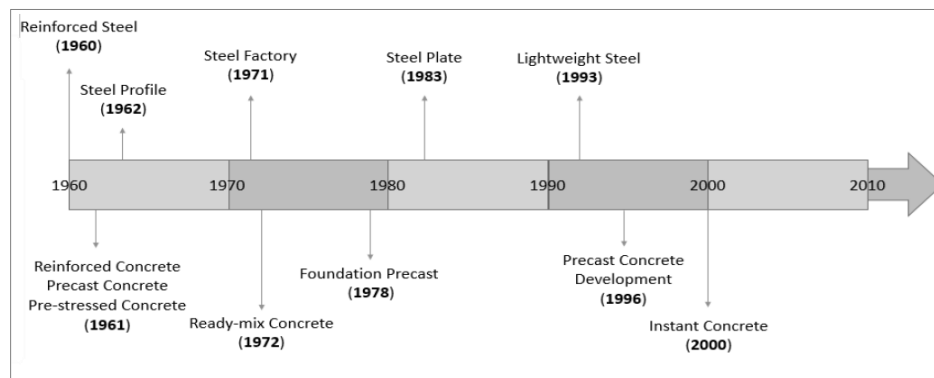 Reinforced Steel
(1960)
Steel Profile
(1962)
Steel Factory
(1971)
Steel Plate
(1983)
Lightweight Steel
(1993)
1960
1970
1980
1990
2000
2010
Reinforced Concrete
Precast Concrete
Pre-stressed Concrete
(1961)
Ready-mix Concrete
(1972)
Foundation Precast
(1978)
Precast Concrete
Development
(1996)
Instant Concrete
(2000)